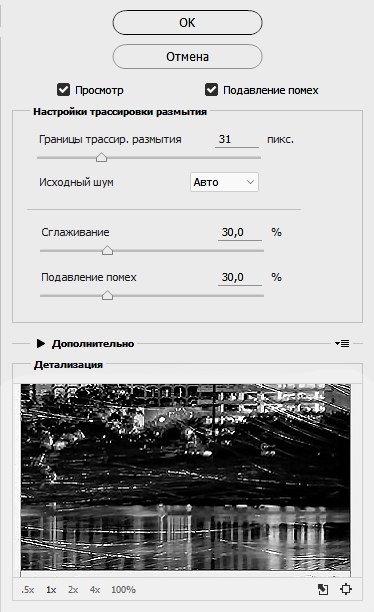 OK
Отмена
Просмотр Подавление помех
Настройки трассировки размытия
Границы трассир. размытия 31 пикс.
Исходный шум Авто
Сглаживание 30,0 %
Подавление помех 30,0 %
Дополнительно
Детализация
.5x 1x 2x 4x 100%